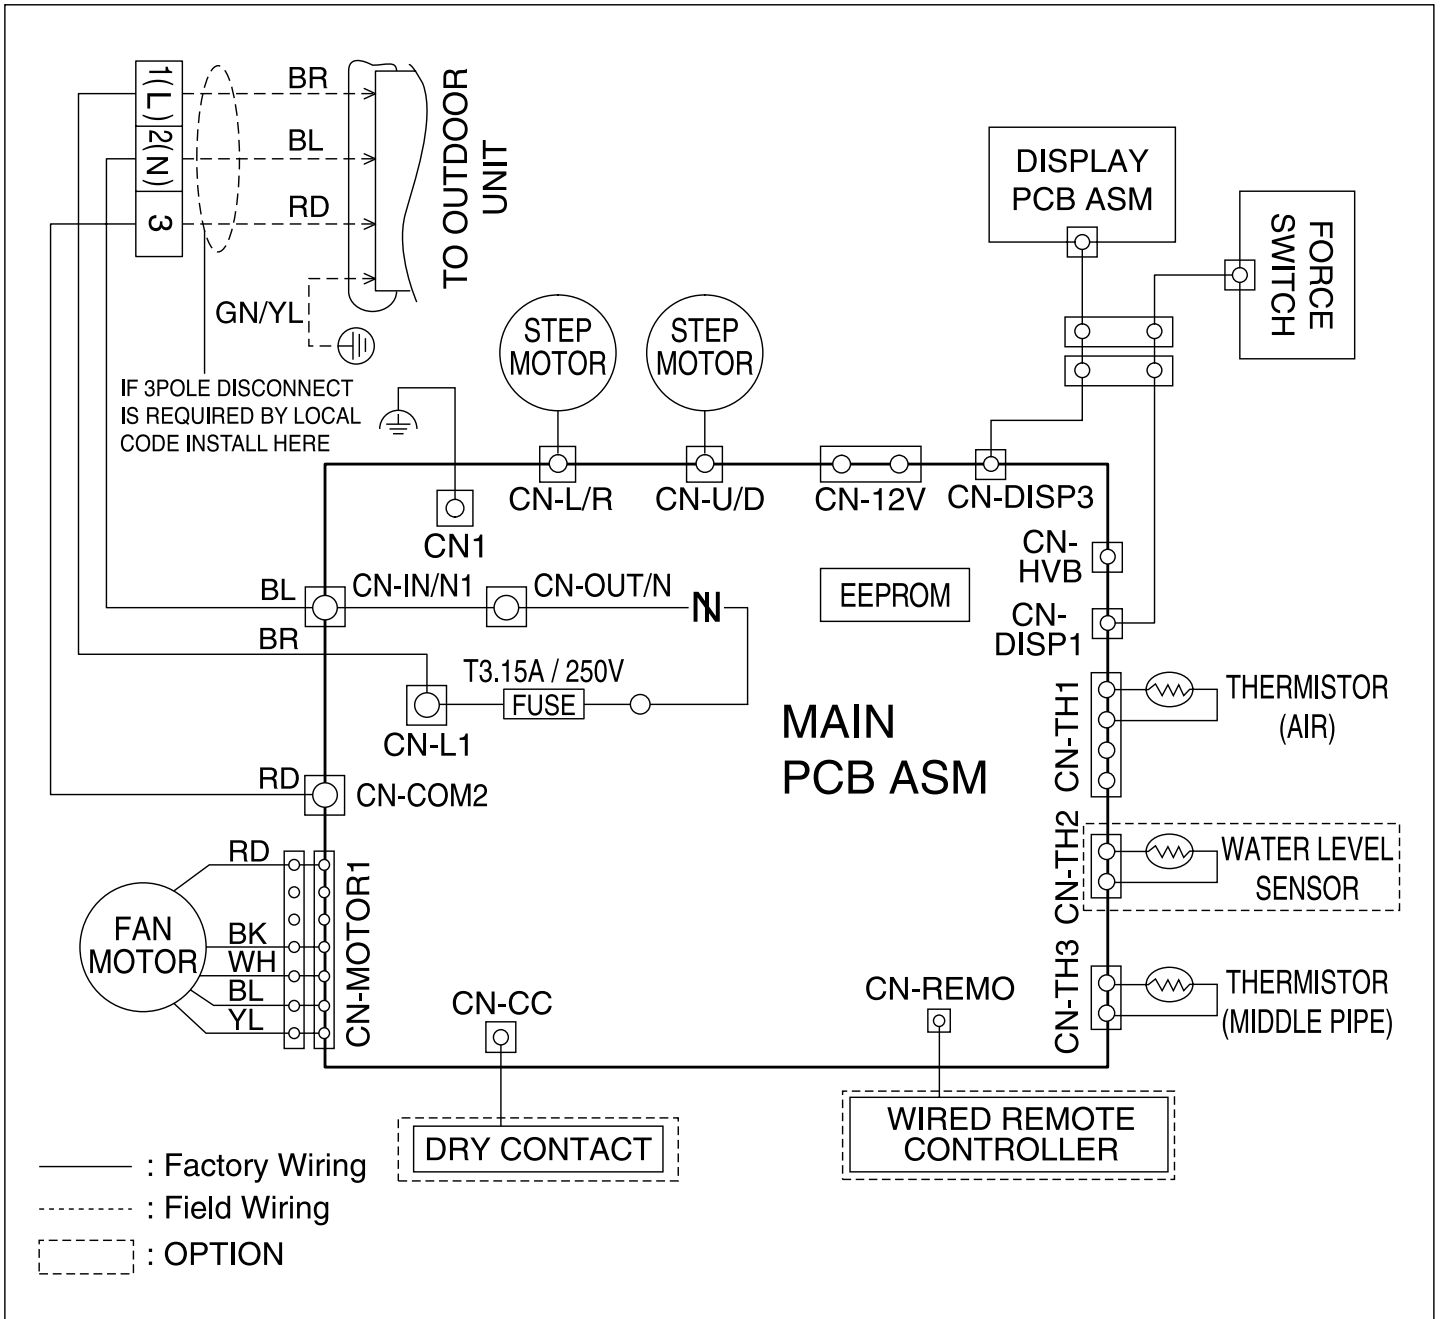 1(L)
2(N)
3
BR
BL
RD
GN/YL
TO OUTDOOR
UNIT
IF 3POLE DISCONNECT
IS REQUIRED BY LOCAL
CODE INSTALL HERE
STEP
MOTOR
STEP
MOTOR
DISPLAY
PCB ASM
FORCE
SWITCH
CN-L/R
CN-U/D
CN-12V
CN-DISP3
CN1
CN-
HVB
BL
CN-IN/N1
CN-OUT/N
N
EEPROM
CN-
DISP1
BR
T3.15A / 250V
FUSE
CN-L1
MAIN
PCB ASM
CN-TH1
THERMISTOR
(AIR)
RD
CN-COM2
CN-TH2
WATER LEVEL
SENSOR
FAN
MOTOR
RD
BK
WH
BL
YL
CN-MOTOR1
CN-TH3
THERMISTOR
(MIDDLE PIPE)
CN-CC
CN-REMO
DRY CONTACT
WIRED REMOTE
CONTROLLER
: Factory Wiring
: Field Wiring
: OPTION